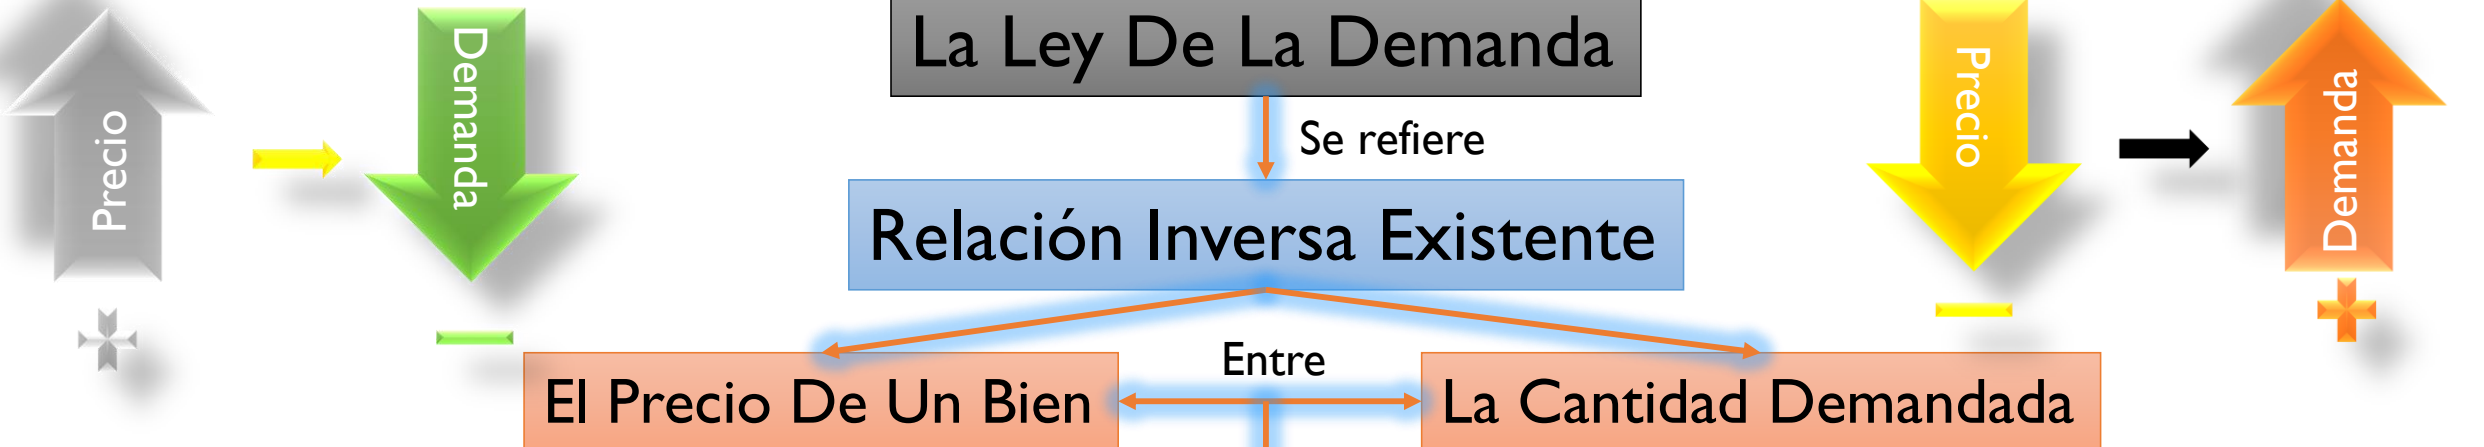 Precio
Demanda
La Ley De La Demanda
Se refiere
Relación Inversa Existente
Entre
El Precio De Un Bien
La Cantidad Demandada
Precio
Demanda